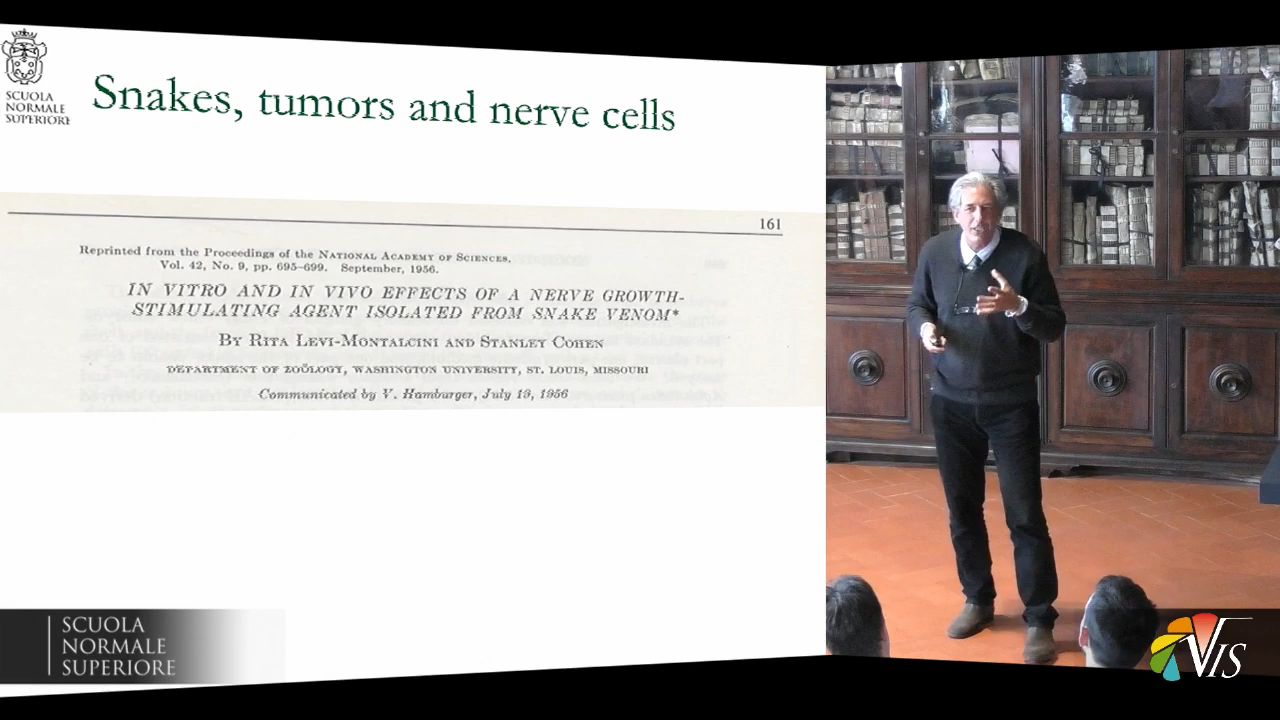 SCUOLA
NORMALE
SUPERIORE
Snakes, tumors and nerve cells
161
Reprinted from the Proceedings of the NATIONAL ACADEMY OF SCIENCES,
Vol. 42, No. 9, pp. 695–699. September, 1956.
IN VITRO AND IN VIVO EFFECTS OF A NERVE GROWTH-
STIMULATING AGENT ISOLATED FROM SNAKE VENOM*
BY RITA LEVI-MONTALCINI AND STANLEY COHEN
DEPARTMENT OF ZOÖLOGY, WASHINGTON UNIVERSITY, ST. LOUIS, MISSOURI
Communicated by V. Hamburger, July 19, 1956
SCUOLA
NORMALE
SUPERIORE
VIS